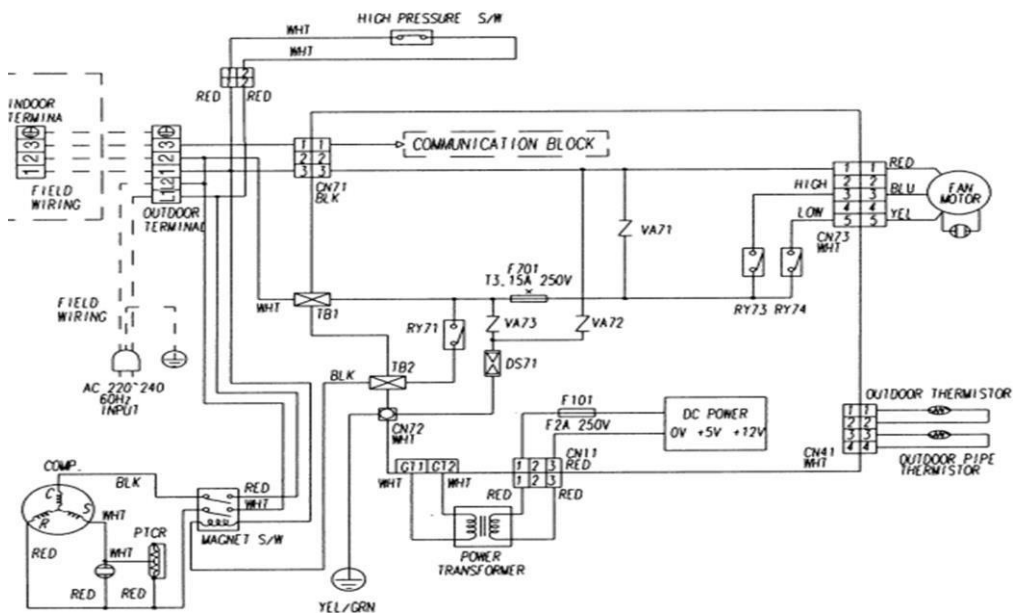 HIGH PRESSURE S/W
WHT
WHT
1 2
1 2
RED RED
INDOOR
TERMINA
3
2
1
FIELD
WIRING
3
2
1
L2
L1
OUTDOOR
TERMINAL
1 1
2 2
3 3
CN71
BLK
COMMUNICATION BLOCK
1 1
2 2
3 3
4 4
5 5
CN73
WHT
HIGH
LOW
RED
BLU
YEL
FAN
MOTOR
VA71
F701
T3.15A 250V
RY73 RY74
FIELD
WIRING
WHT
TB1
RY71
VA73
VA72
DS71
AC 220~240
60Hz
INPUT
BLK
TB2
CN72
WHT
F101
F2A 250V
DC POWER
0V +5V +12V
OUTDOOR THERMISTOR
1 1
2 2
3 3
4 4
CN41
WHT
OUTDOOR PIPE
THERMISTOR
CT1 CT2
WHT WHT
1 2 3
1 2 3
CN11
RED
RED RED
POWER
TRANSFORMER
COMP.
BLK
C
R
S
WHT
RED
WHT
PTCR
RED RED
RED
WHT
MAGNET S/W
YEL/GRN